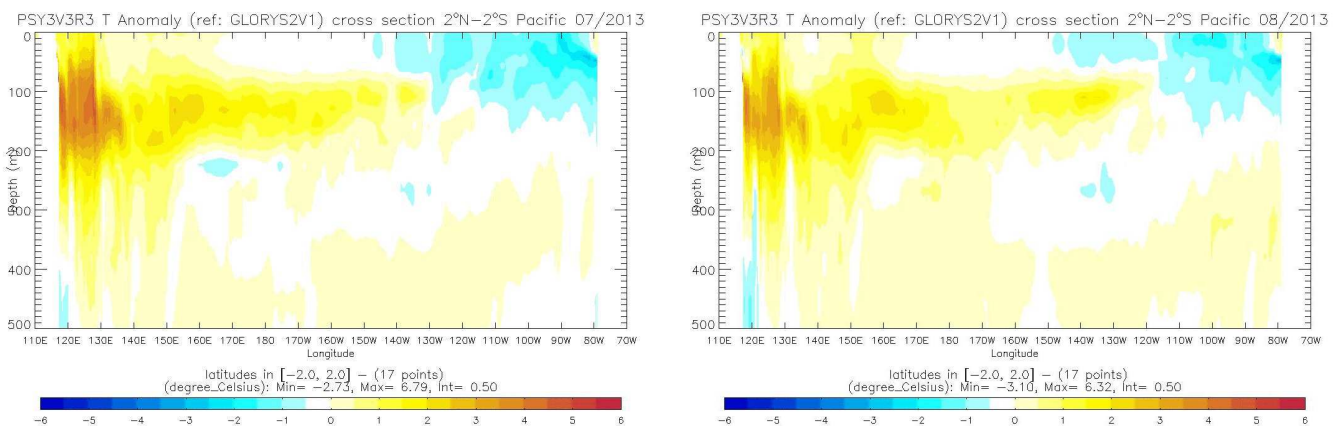 PSY3V3R3 T Anomaly (ref: GLORYS2V1) cross section 2°N-2°S Pacific 07/2013
0
100
200
300
400
500
Depth (m)
110E 120E 130E 140E 150E 160E 170E 180E 170W 160W 150W 140W 130W 120W 110W 100W 90W 80W 70W
Longitude
latitudes in [-2.0, 2.0] - (17 points)
(degree_Celsius): Min= -2.73, Max= 6.79, Int= 0.50
-6 -5 -4 -3 -2 -1 0 1 2 3 4 5 6
PSY3V3R3 T Anomaly (ref: GLORYS2V1) cross section 2°N-2°S Pacific 08/2013
0
100
200
300
400
500
Depth (m)
110E 120E 130E 140E 150E 160E 170E 180E 170W 160W 150W 140W 130W 120W 110W 100W 90W 80W 70W
Longitude
latitudes in [-2.0, 2.0] - (17 points)
(degree_Celsius): Min= -3.10, Max= 6.32, Int= 0.50
-6 -5 -4 -3 -2 -1 0 1 2 3 4 5 6